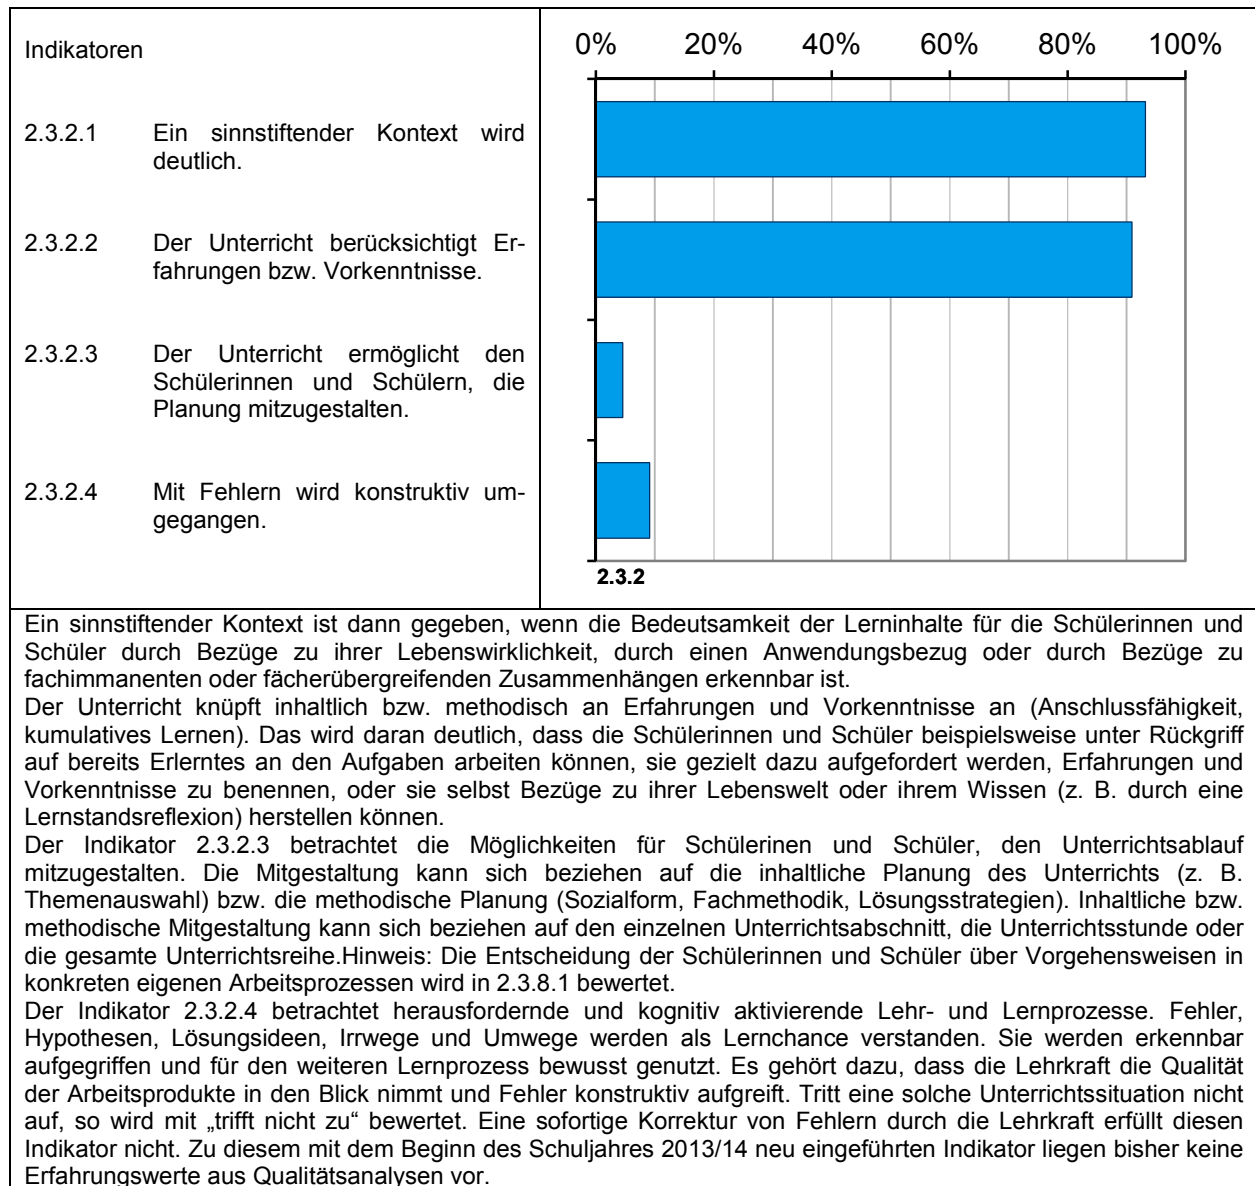 Indikatoren
0% 20% 40% 60% 80% 100%
2.3.2.1 Ein sinnstiftender Kontext wird
deutlich.
2.3.2.2 Der Unterricht berücksichtigt Er-
fahrungen bzw. Vorkenntnisse.
2.3.2.3 Der Unterricht ermöglicht den
Schülerinnen und Schülern, die
Planung mitzugestalten.
2.3.2.4 Mit Fehlern wird konstruktiv um-
gegangen.
2.3.2
Ein sinnstiftender Kontext ist dann gegeben, wenn die Bedeutsamkeit der Lerninhalte für die Schülerinnen und
Schüler durch Bezüge zu ihrer Lebenswirklichkeit, durch einen Anwendungsbezug oder durch Bezüge zu
fachimmanenten oder fächerübergreifenden Zusammenhängen erkennbar ist.
Der Unterricht knüpft inhaltlich bzw. methodisch an Erfahrungen und Vorkenntnisse an (Anschlussfähigkeit,
kumulatives Lernen). Das wird daran deutlich, dass die Schülerinnen und Schüler beispielsweise unter Rückgriff
auf bereits Erlerntes an den Aufgaben arbeiten können, sie gezielt dazu aufgefordert werden, Erfahrungen und
Vorkenntnisse zu benennen, oder sie selbst Bezüge zu ihrer Lebenswelt oder ihrem Wissen (z. B. durch eine
Lernstandsreflexion) herstellen können.
Der Indikator 2.3.2.3 betrachtet die Möglichkeiten für Schülerinen und Schüler, den Unterrichtsablauf
mitzugestalten. Die Mitgestaltung kann sich beziehen auf die inhaltliche Planung des Unterrichts (z. B.
Themenauswahl) bzw. die methodische Planung (Sozialform, Fachmethodik, Lösungsstrategien). Inhaltliche bzw.
methodische Mitgestaltung kann sich beziehen auf den einzelnen Unterrichtsabschnitt, die Unterrichtsstunde oder
die gesamte Unterrichtsreihe.Hinweis: Die Entscheidung der Schülerinnen und Schüler über Vorgehensweisen in
konkreten eigenen Arbeitsprozessen wird in 2.3.8.1 bewertet.
Der Indikator 2.3.2.4 betrachtet herausfordernde und kognitiv aktivierende Lehr- und Lernprozesse. Fehler,
Hypothesen, Lösungsideen, Irrwege und Umwege werden als Lernchance verstanden. Sie werden erkennbar
aufgegriffen und für den weiteren Lernprozess bewusst genutzt. Es gehört dazu, dass die Lehrkraft die Qualität
der Arbeitsprodukte in den Blick nimmt und Fehler konstruktiv aufgreift. Tritt eine solche Unterrichtssituation nicht
auf, so wird mit „trifft nicht zu“ bewertet. Eine sofortige Korrektur von Fehlern durch die Lehrkraft erfüllt diesen
Indikator nicht. Zu diesem mit dem Beginn des Schuljahres 2013/14 neu eingeführten Indikator liegen bisher keine
Erfahrungswerte aus Qualitätsanalysen vor.